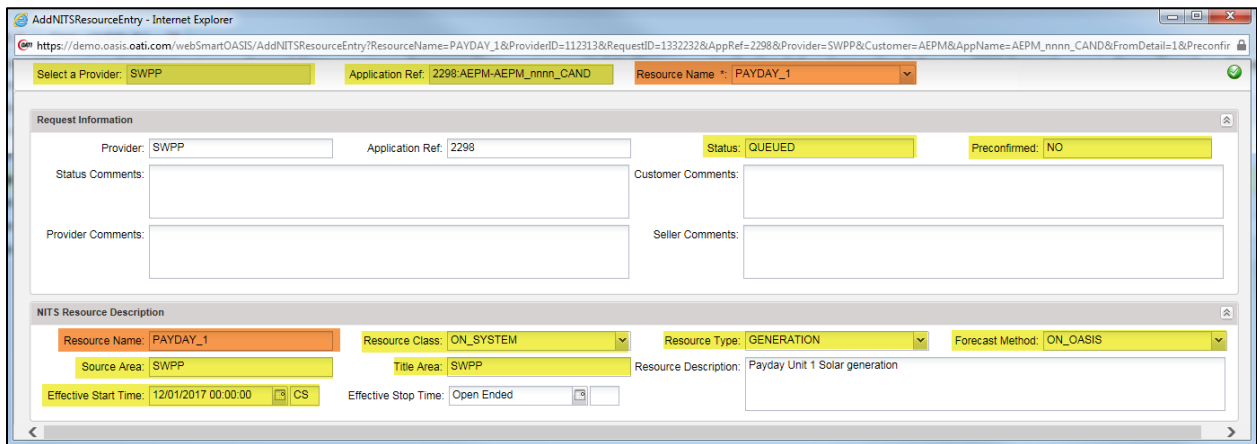 AddNITSResourceEntry - Internet Explorer
https://demo.oasis.oati.com/webSmartOASIS/AddNITSResourceEntry?ResourceName=PAYDAY_1&ProviderID=112313&RequestID=1332232&AppRef=2298&Provider=SWPP&Customer=AEPM&AppName=AEPM_nnnn_CAND&FromDetail=1&Preconfir
Select a Provider: SWPP Application Ref: 2298:AEPM-AEPM_nnnn_CAND Resource Name *: PAYDAY_1
Request Information
Provider: SWPP Application Ref: 2298 Status: QUEUED Preconfirmed: NO
Status Comments: Customer Comments:
Provider Comments: Seller Comments:
NITS Resource Description
Resource Name: PAYDAY_1 Resource Class: ON_SYSTEM Resource Type: GENERATION Forecast Method: ON_OASIS
Source Area: SWPP Title Area: SWPP Resource Description: Payday Unit 1 Solar generation
Effective Start Time: 12/01/2017 00:00:00 CS Effective Stop Time: Open Ended